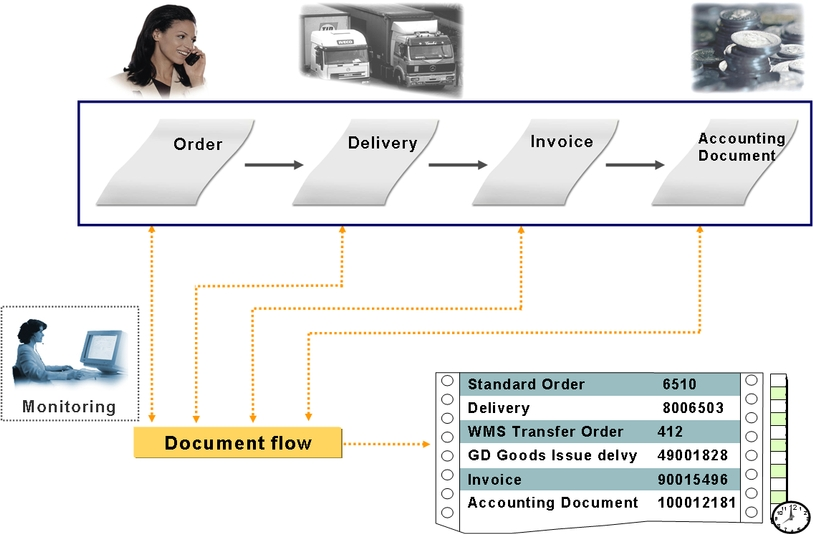 Order
Delivery
Invoice
Accounting
Document
Monitoring
Document flow
Standard Order 6510
Delivery 8006503
WMS Transfer Order 412
GD Goods Issue delvy 49001828
Invoice 90015496
Accounting Document 100012181